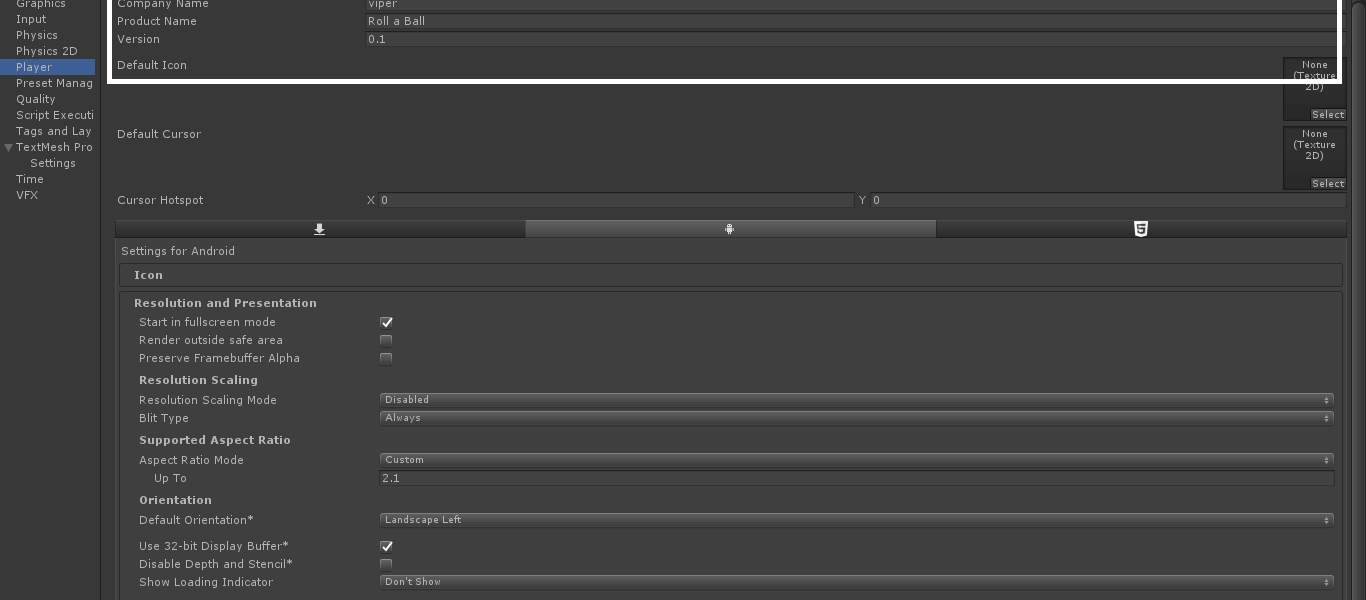 Graphics
Input
Physics
Physics 2D
Player
Preset Manag
Quality
Script Executi
Tags and Lay
TextMesh Pro
Settings
Time
VFX
Company Name viper
Product Name Roll a Ball
Version 0.1
Default Icon
None
(Texture
2D)
Select
Default Cursor
None
(Texture
2D)
Select
Cursor Hotspot X 0 Y 0
Settings for Android
Icon
Resolution and Presentation
Start in fullscreen mode
Render outside safe area
Preserve Framebuffer Alpha
Resolution Scaling
Resolution Scaling Mode Disabled
Blit Type Always
Supported Aspect Ratio
Aspect Ratio Mode Custom
Up To 2.1
Orientation
Default Orientation* Landscape Left
Use 32-bit Display Buffer*
Disable Depth and Stencil*
Show Loading Indicator Don't Show